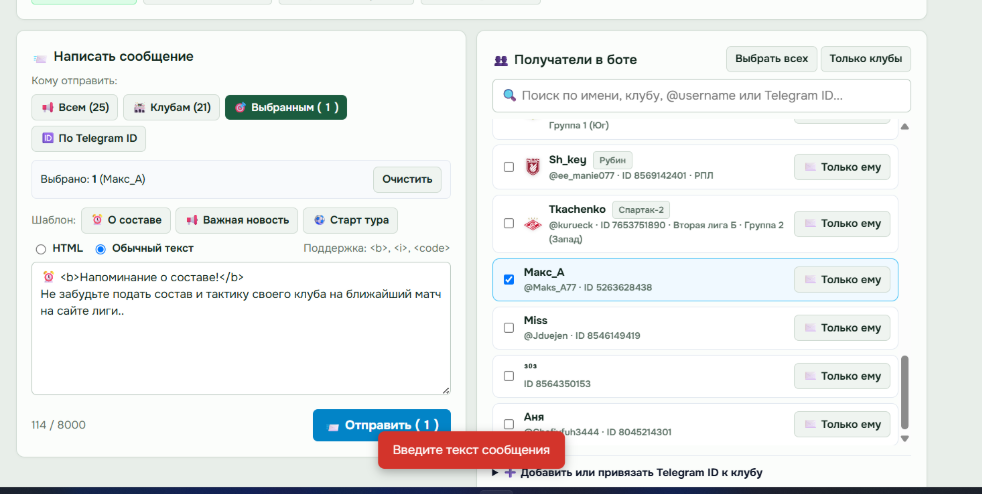 Написать сообщение
Кому отправить:
Всем (25)
Клубам (21)
Выбранным ( 1 )
По Telegram ID
Выбрано: 1 (Макс_А)
Очистить
Шаблон:
О составе
Важная новость
Старт тура
HTML
Обычный текст
Поддержка: <b>, <i>, <code>
⏰ <b>Напоминание о составе!</b>
Не забудьте подать состав и тактику своего клуба на ближайший матч
на сайте лиги..
114 / 8000
Отправить ( 1 )
Введите текст сообщения
Получатели в боте
Выбрать всех
Только клубы
Поиск по имени, клубу, @username или Telegram ID...
Группа 1 (Юг)
Sh_key Рубин
@ee_manie077 · ID 8569142401 · РПЛ
Только ему
Tkachenko Спартак-2
@kurueck · ID 7653751890 · Вторая лига Б · Группа 2
(Запад)
Только ему
Макс_А
@Maks_A77 · ID 5263628438
Только ему
Miss
@Jduejen · ID 8546149419
Только ему
³⁰³
ID 8564350153
Только ему
Аня
ID 8045214301
Только ему
Добавить или привязать Telegram ID к клубу